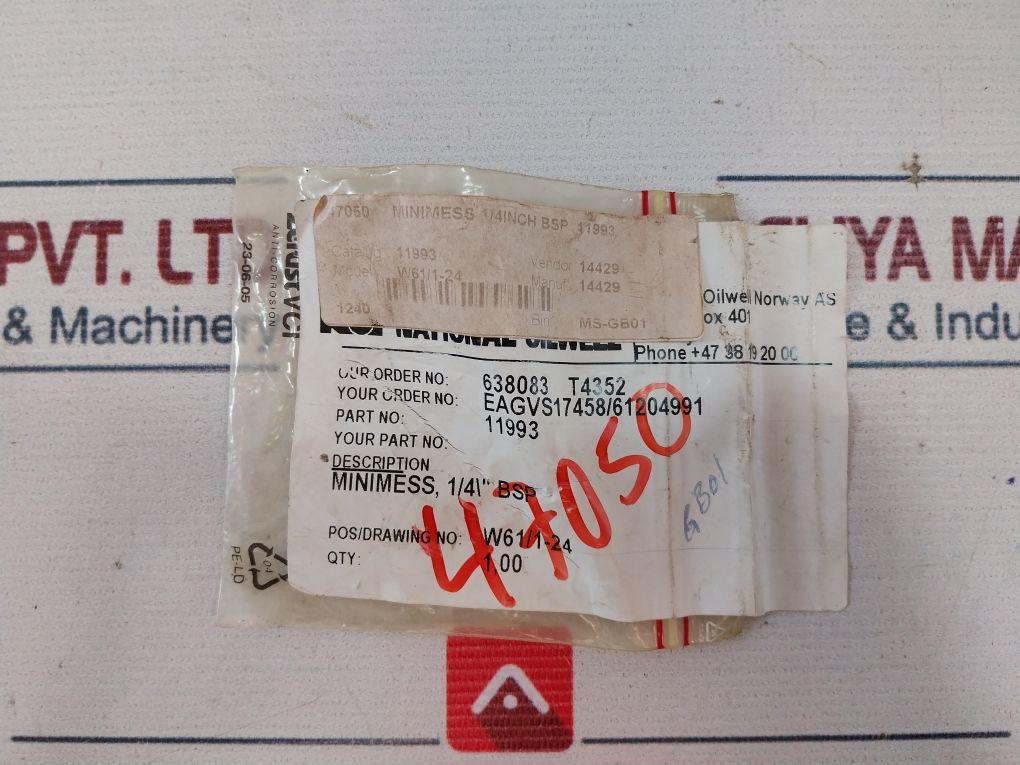 PVT. LT
YA MA
& Machine
e & Indu
Zerust VCI
ANTI-CORROSION
23-06-05
04
PE-LD
47050 MINIMESS 1/4INCH BSP 11993
Catalog 11993
Model W61/1-24
Vendor 14429
Manuf. 14429
1240
Bin MS-GB01
NATIONAL OILWELL
Oilwell Norway AS
ox 401
Phone +47 38 19 20 00
OUR ORDER NO: 638083 T4352
YOUR ORDER NO: EAGVS17458/61204991
PART NO: 11993
YOUR PART NO:
DESCRIPTION
MINIMESS, 1/4\" BSP
POS/DRAWING NO: W61/1-24
QTY: 1,00
47050
GB01